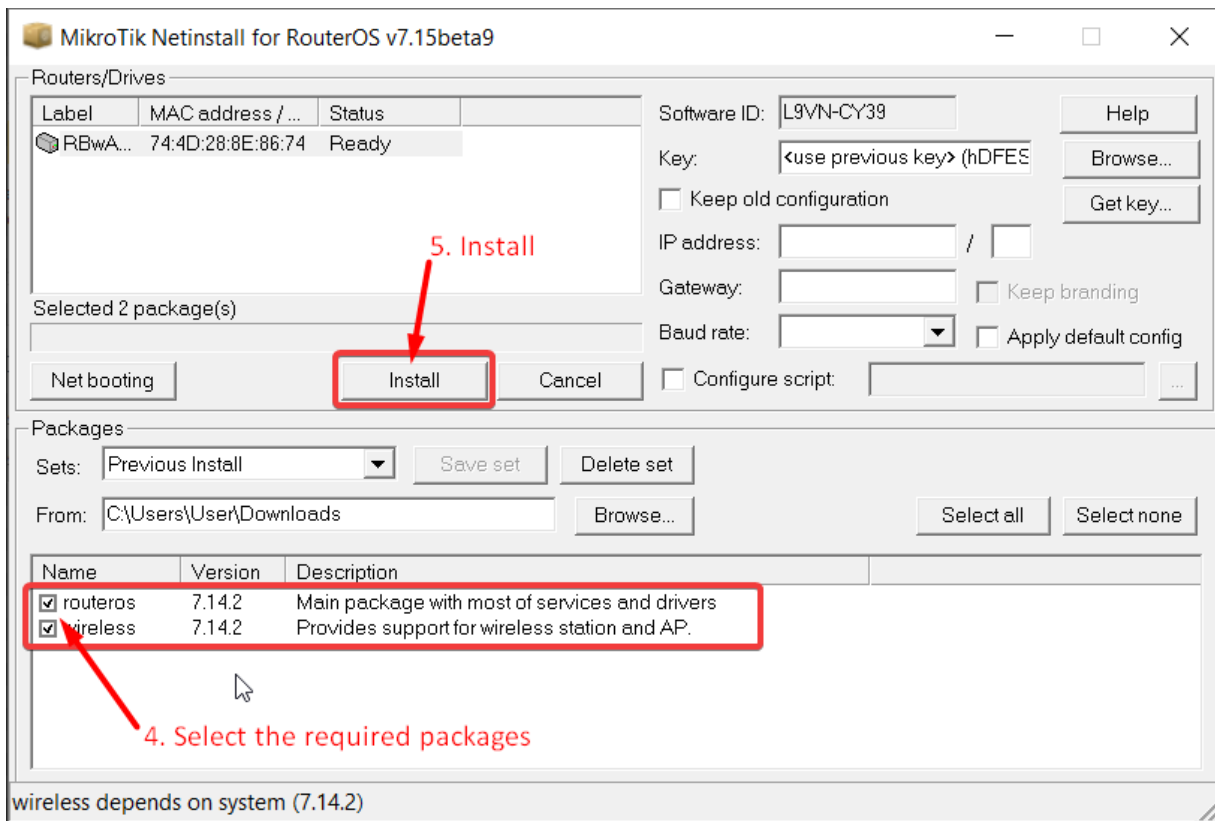 MikroTik Netinstall for RouterOS v7.15beta9
Routers/Drives
Label MAC address /... Status
RBwA... 74:4D:28:8E:86:74 Ready
Software ID: L9VN-CY39 Help
Key: <use previous key> (hDFES Browse...
Keep old configuration Get key...
5. Install
IP address: /
Gateway: Keep branding
Selected 2 package(s)
Baud rate: Apply default config
Net booting Install Cancel Configure script: ...
Packages
Sets: Previous Install Save set Delete set
From: C:\Users\User\Downloads Browse... Select all Select none
Name Version Description
routeros 7.14.2 Main package with most of services and drivers
wireless 7.14.2 Provides support for wireless station and AP.
4. Select the required packages
wireless depends on system (7.14.2)